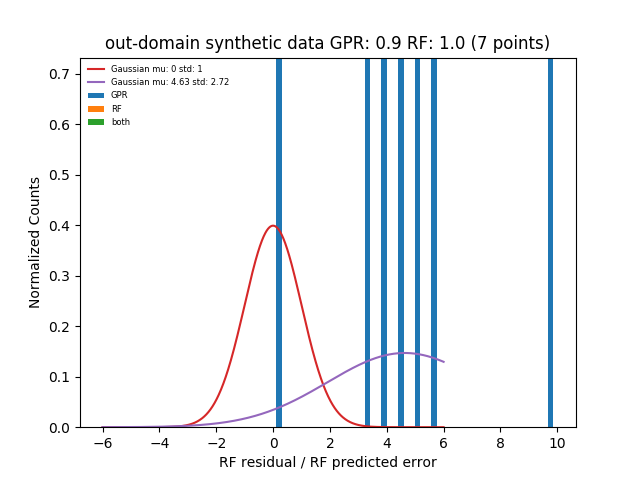 out-domain synthetic data GPR: 0.9 RF: 1.0 (7 points)
Gaussian mu: 0 std: 1
Gaussian mu: 4.63 std: 2.72
GPR
RF
both
Normalized Counts
0.7
0.6
0.5
0.4
0.3
0.2
0.1
0.0
−6 −4 −2 0 2 4 6 8 10
RF residual / RF predicted error